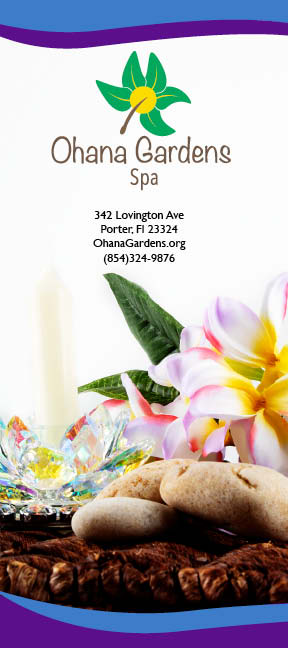 Ohana Gardens
Spa
342 Lovington Ave
Porter, Fl 23324
OhanaGardens.org
(854)324-9876